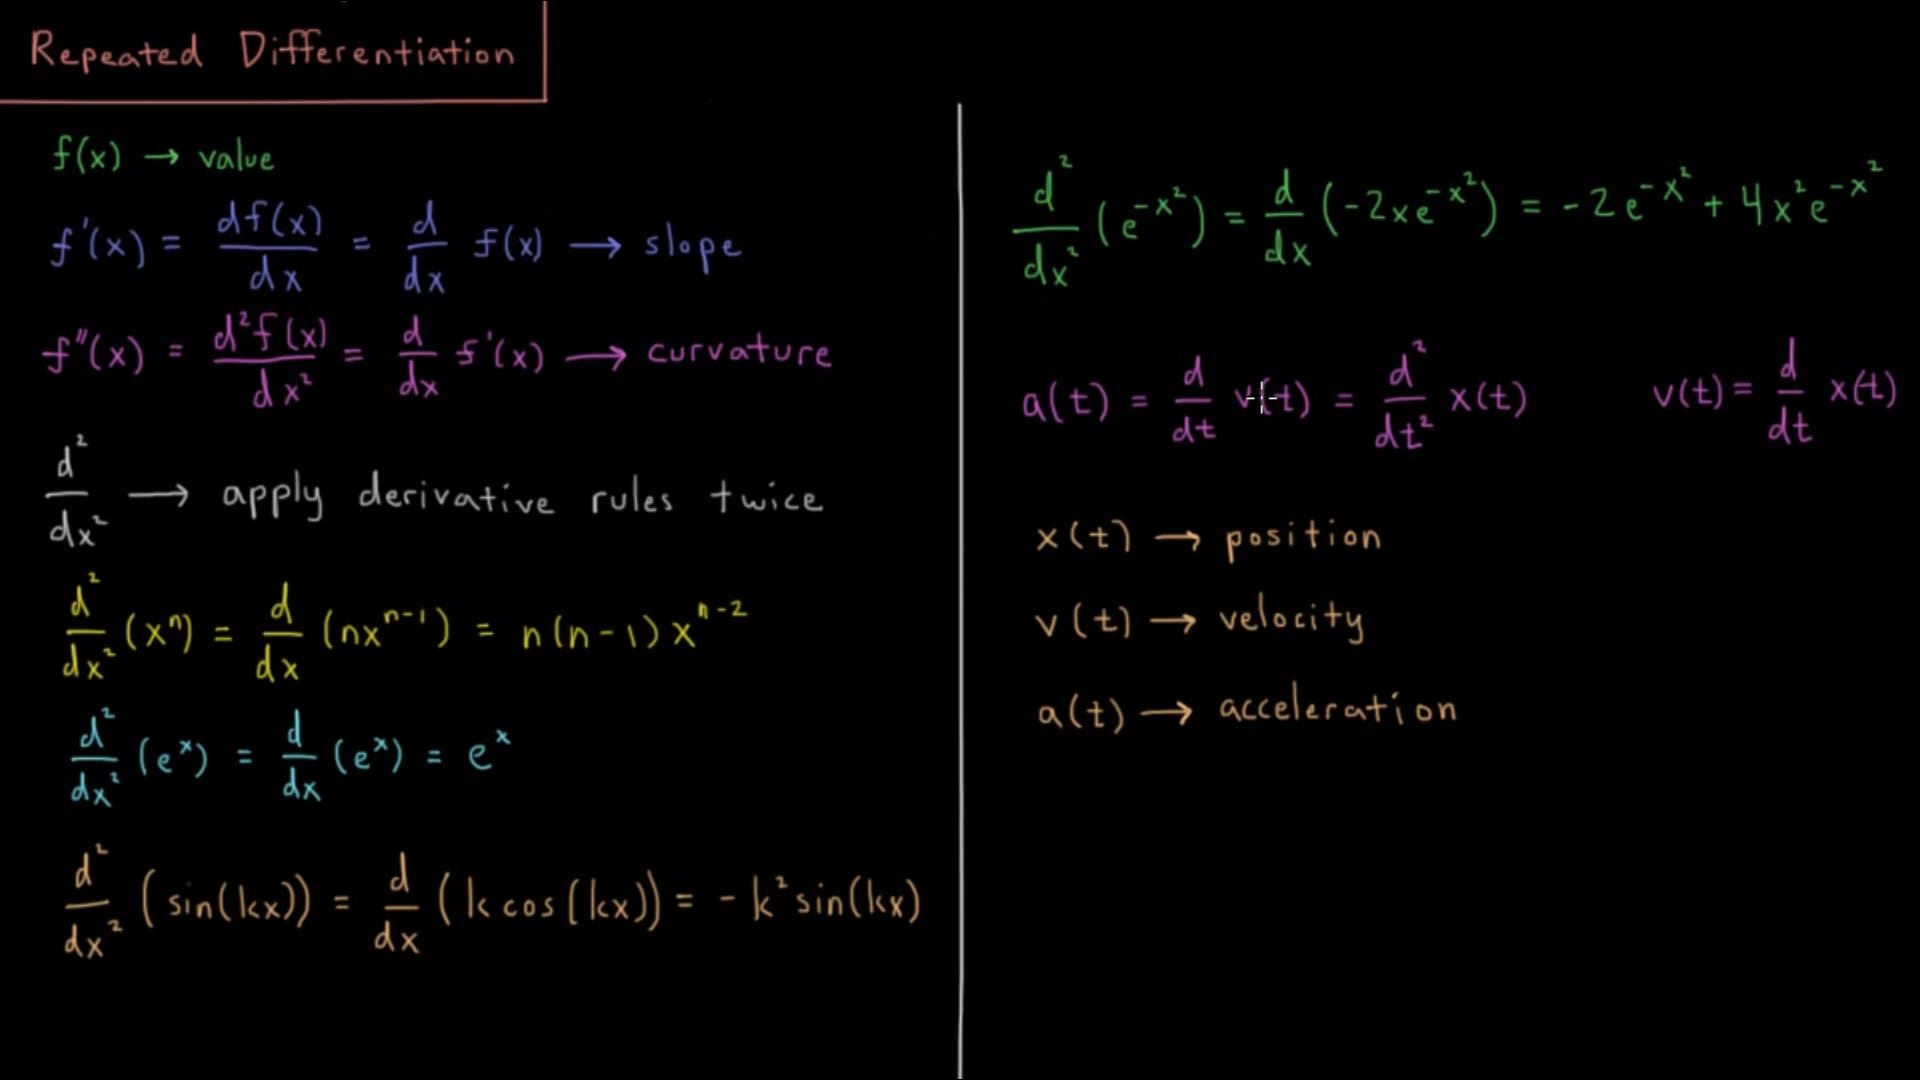 Repeated Differentiation
f(x) → value
f'(x) = df(x)/dx = d/dx f(x) → slope
f''(x) = d²f(x)/dx² = d/dx f'(x) → curvature
d²/dx² → apply derivative rules twice
d²/dx² (xⁿ) = d/dx (nxⁿ⁻¹) = n(n-1)xⁿ⁻²
d²/dx² (eˣ) = d/dx (eˣ) = eˣ
d²/dx² (sin(kx)) = d/dx (k cos(kx)) = -k² sin(kx)
d²/dx² (e^-x²) = d/dx (-2xe^-x²) = -2e^-x² + 4x²e^-x²
a(t) = d/dt v(t) = d²/dt² x(t) v(t) = d/dt x(t)
x(t) → position
v(t) → velocity
a(t) → acceleration